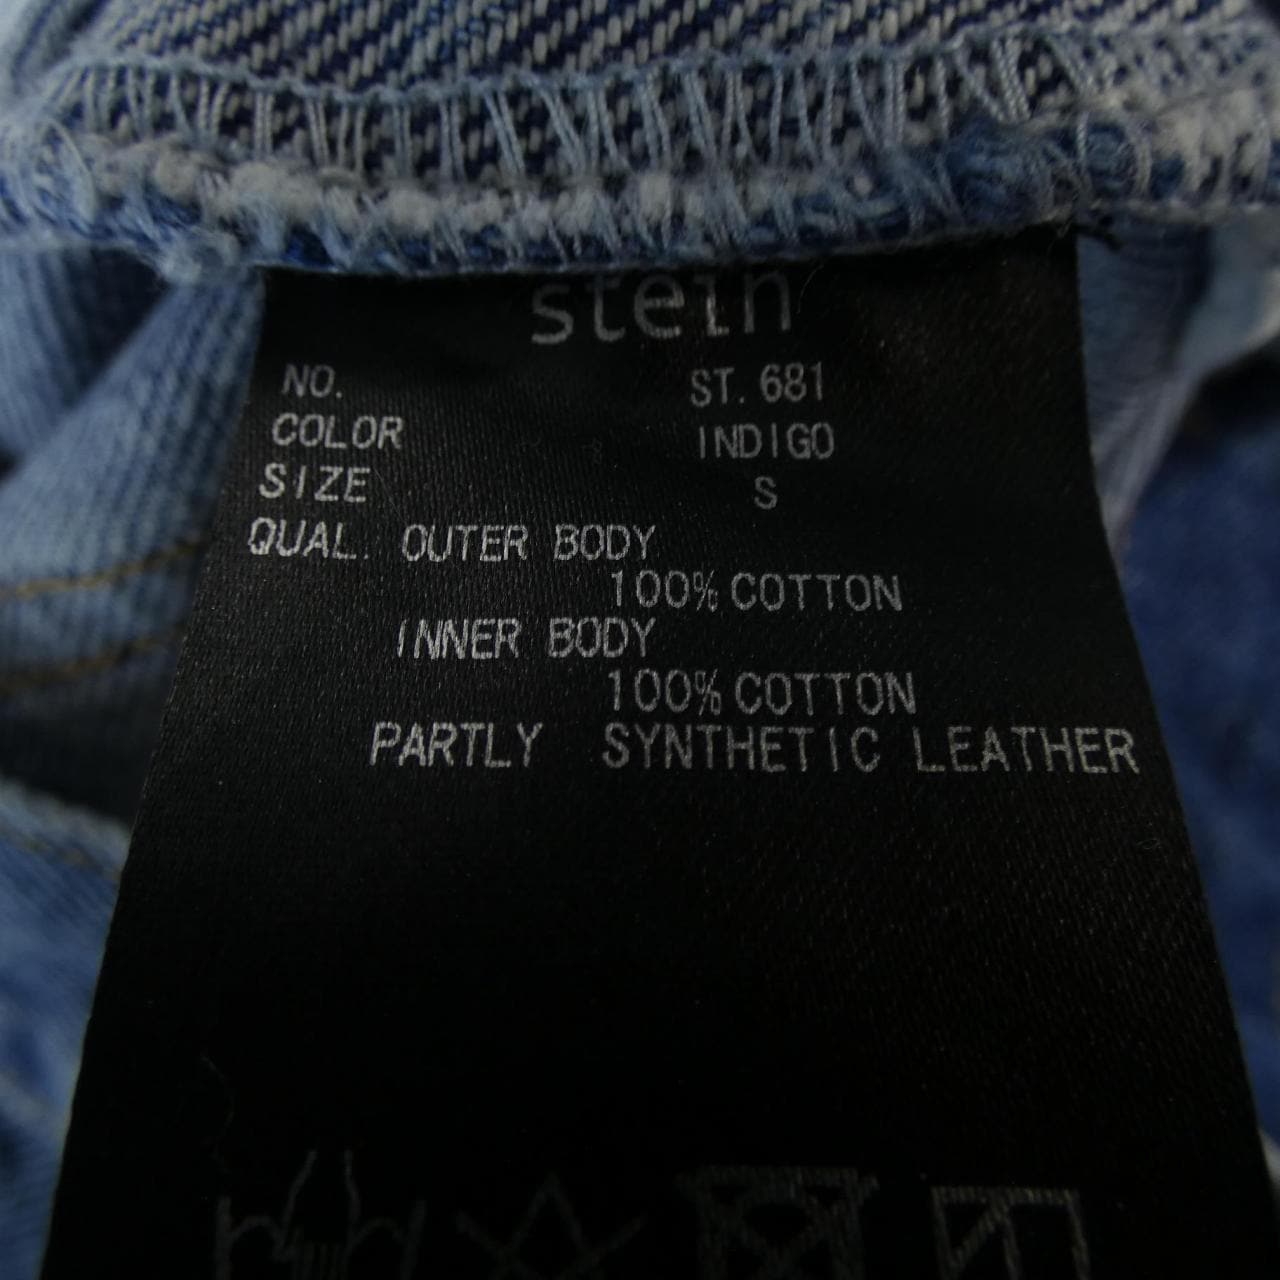 stein
NO. ST. 681
COLOR INDIGO
SIZE S
QUAL. OUTER BODY
100% COTTON
INNER BODY
100% COTTON
PARTLY SYNTHETIC LEATHER